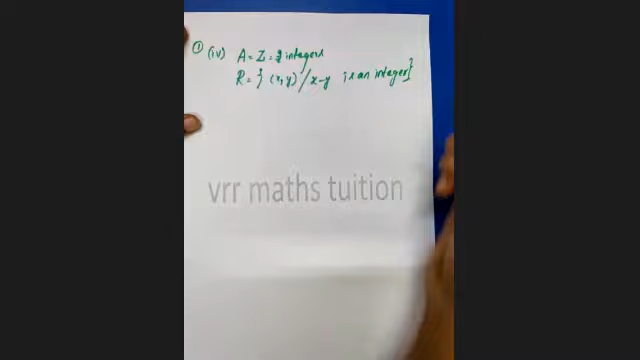 ① (iv) A = Z = integers
R = { (x, y) / x-y is an integer}
vrr maths tuition